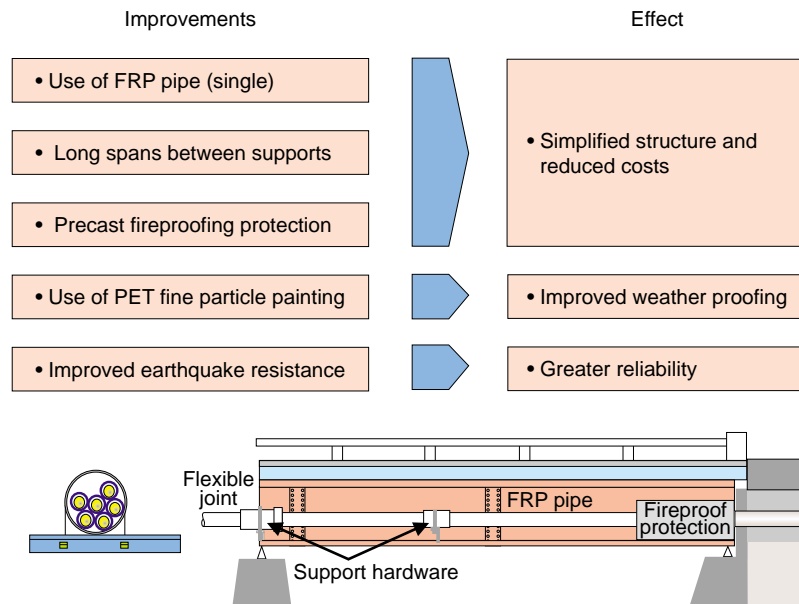 Improvements
Effect
• Use of FRP pipe (single)
• Long spans between supports
• Precast fireproofing protection
• Simplified structure and
reduced costs
• Use of PET fine particle painting
• Improved weather proofing
• Improved earthquake resistance
• Greater reliability
Flexible
joint
FRP pipe
Fireproof
protection
Support hardware